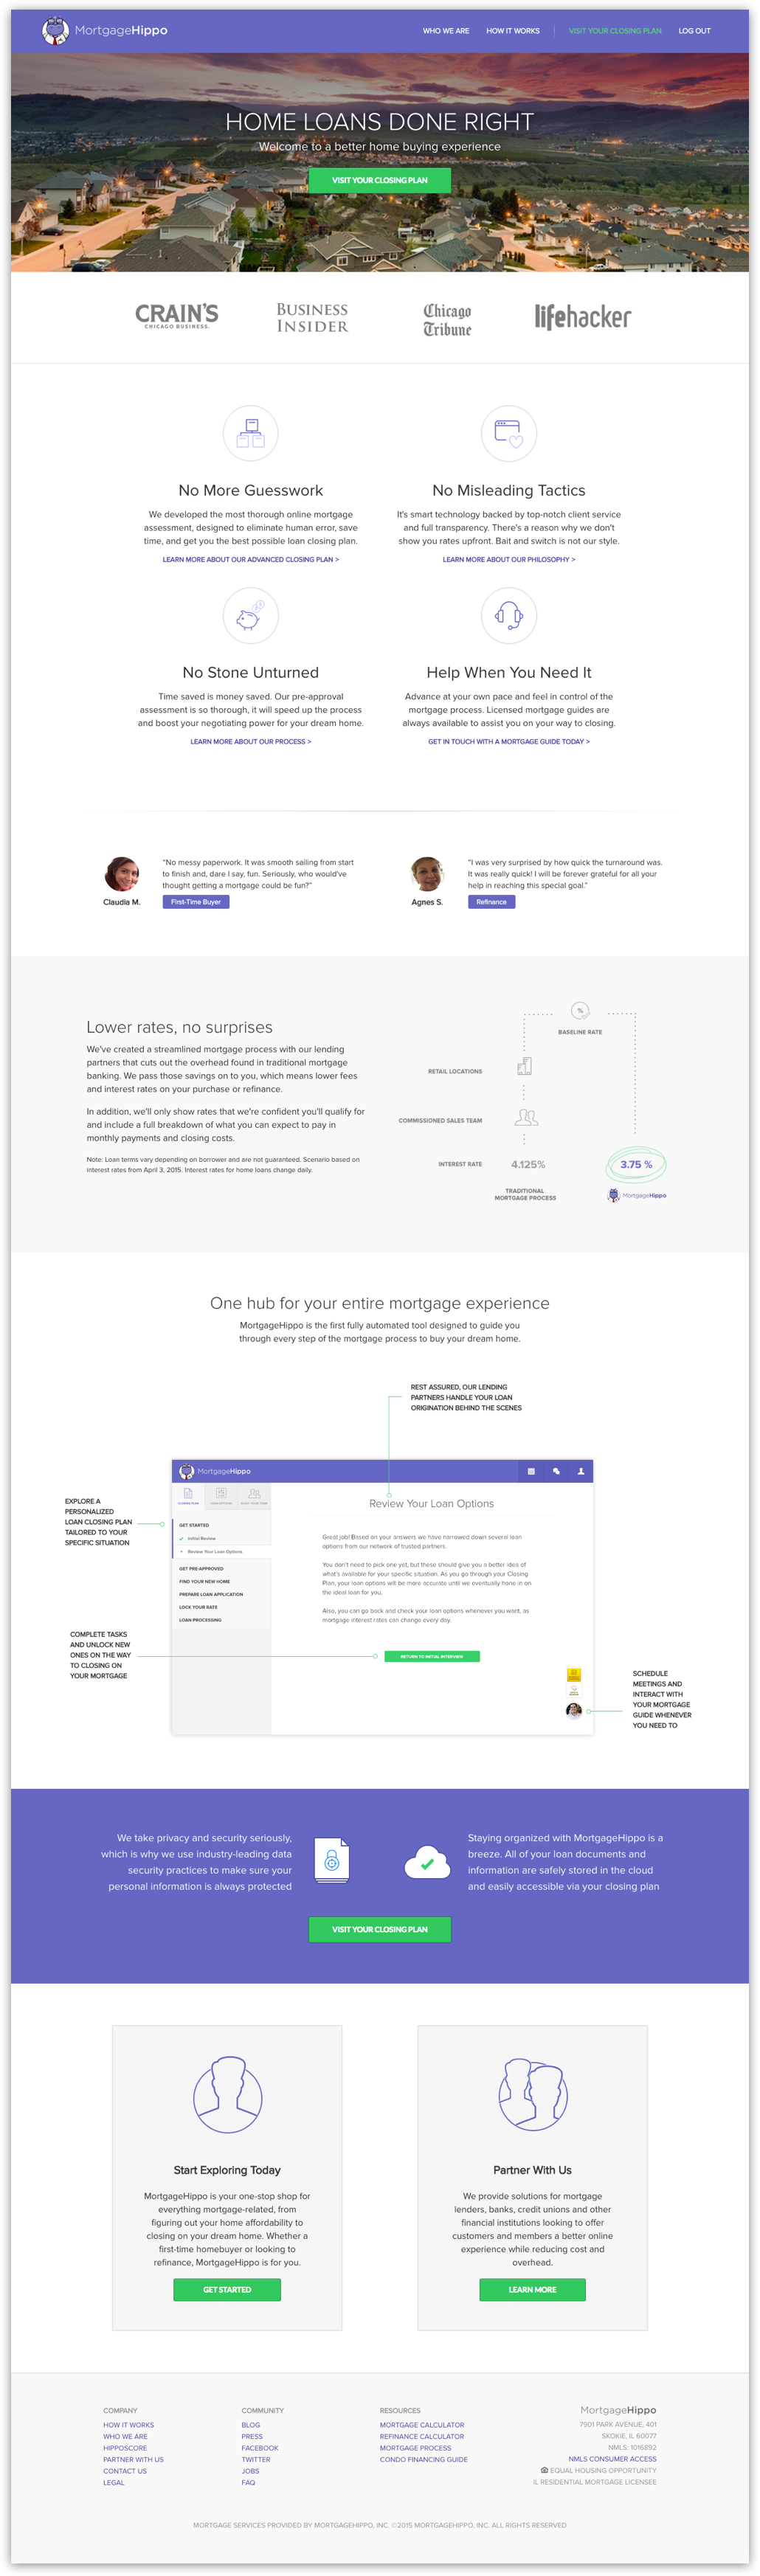 MortgageHippo
WHO WE ARE
HOW IT WORKS
VISIT YOUR CLOSING PLAN
LOG OUT
HOME LOANS DONE RIGHT
Welcome to a better home buying experience
VISIT YOUR CLOSING PLAN
CRAIN'S
CHICAGO BUSINESS.
BUSINESS
INSIDER
Chicago
Tribune
lifehacker
No More Guesswork
We developed the most thorough online mortgage
assessment, designed to eliminate human error, save
time, and get you the best possible loan closing plan.
LEARN MORE ABOUT OUR ADVANCED CLOSING PLAN >
No Misleading Tactics
It's smart technology backed by top-notch client service
and full transparency. There's a reason why we don't
show you rates upfront. Bait and switch is not our style.
LEARN MORE ABOUT OUR PHILOSOPHY >
No Stone Unturned
Time saved is money saved. Our pre-approval
assessment is so thorough, it will speed up the process
and boost your negotiating power for your dream home.
LEARN MORE ABOUT OUR PROCESS >
Help When You Need It
Advance at your own pace and feel in control of the
mortgage process. Licensed mortgage guides are
always available to assist you on your way to closing.
GET IN TOUCH WITH A MORTGAGE GUIDE TODAY >
"No messy paperwork. It was smooth sailing from start
to finish and, dare I say, fun. Seriously, who would've
thought getting a mortgage could be fun?"
Claudia M.
First-Time Buyer
"I was very surprised by how quick the turnaround was.
It was really quick! I will be forever grateful for all your
help in reaching this special goal."
Agnes S.
Refinance
Lower rates, no surprises
We've created a streamlined mortgage process with our lending
partners that cuts out the overhead found in traditional mortgage
banking. We pass those savings on to you, which means lower fees
and interest rates on your purchase or refinance.
In addition, we'll only show rates that we're confident you'll qualify for
and include a full breakdown of what you can expect to pay in
monthly payments and closing costs.
Note: Loan terms vary depending on borrower and are not guaranteed. Scenario based on
interest rates from April 3, 2015. Interest rates for home loans change daily.
%
BASELINE RATE
RETAIL LOCATIONS
COMMISSIONED SALES TEAM
INTEREST RATE
4.125%
3.75 %
TRADITIONAL
MORTGAGE PROCESS
MortgageHippo
One hub for your entire mortgage experience
MortgageHippo is the first fully automated tool designed to guide you
through every step of the mortgage process to buy your dream home.
REST ASSURED, OUR LENDING
PARTNERS HANDLE YOUR LOAN
ORIGINATION BEHIND THE SCENES
EXPLORE A
PERSONALIZED
LOAN CLOSING PLAN
TAILORED TO YOUR
SPECIFIC SITUATION
COMPLETE TASKS
AND UNLOCK NEW
ONES ON THE WAY
TO CLOSING ON
YOUR MORTGAGE
MortgageHippo
CLOSING PLAN
LOAN OPTIONS
GET STARTED
Initial Review
Review Your Loan Options
GET PRE-APPROVED
FIND YOUR NEW HOME
PREPARE LOAN APPLICATION
LOCK YOUR RATE
LOAN PROCESSING
Review Your Loan Options
Great job! Based on your answers we have narrowed down several loan
options from our network of trusted partners.
You don't need to pick one yet, but these should give you a better idea of
what's available for your specific situation. As you go through your Closing
Plan, your loan options will be more accurate until we eventually hone in on
the ideal loan for you.
Also, you can go back and check your loan options whenever you want, as
mortgage interest rates can change every day.
RETURN TO INITIAL INTERVIEW
SCHEDULE
MEETINGS AND
INTERACT WITH
YOUR MORTGAGE
GUIDE WHENEVER
YOU NEED TO
We take privacy and security seriously,
which is why we use industry-leading data
security practices to make sure your
personal information is always protected
Staying organized with MortgageHippo is a
breeze. All of your loan documents and
information are safely stored in the cloud
and easily accessible via your closing plan
VISIT YOUR CLOSING PLAN
Start Exploring Today
MortgageHippo is your one-stop shop for
everything mortgage-related, from
figuring out your home affordability to
closing on your dream home. Whether a
first-time homebuyer or looking to
refinance, MortgageHippo is for you.
GET STARTED
Partner With Us
We provide solutions for mortgage
lenders, banks, credit unions and other
financial institutions looking to offer
customers and members a better online
experience while reducing cost and
overhead.
LEARN MORE
COMPANY
HOW IT WORKS
WHO WE ARE
HIPPOSCORE
PARTNER WITH US
CONTACT US
LEGAL
COMMUNITY
BLOG
PRESS
FACEBOOK
TWITTER
JOBS
FAQ
RESOURCES
MORTGAGE CALCULATOR
REFINANCE CALCULATOR
MORTGAGE PROCESS
CONDO FINANCING GUIDE
MortgageHippo
7901 PARK AVENUE, 401
SKOKIE, IL 60077
NMLS: 1016892
NMLS CONSUMER ACCESS
EQUAL HOUSING OPPORTUNITY
IL RESIDENTIAL MORTGAGE LICENSEE
MORTGAGE SERVICES PROVIDED BY MORTGAGEHIPPO, INC. ©2015 MORTGAGEHIPPO, INC. ALL RIGHTS RESERVED